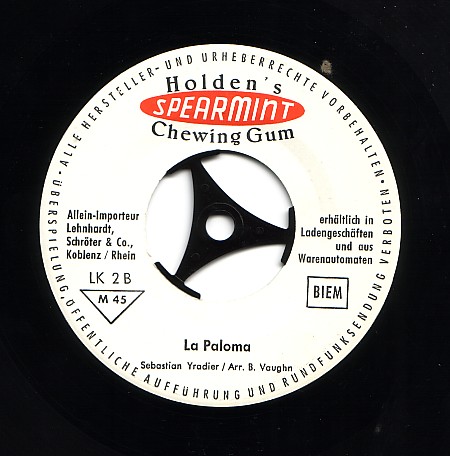 ALLE HERSTELLER- UND URHEBERRECHTE VORBEHALTEN • ÜBERSPIELUNG, ÖFFENTLICHE AUFFÜHRUNG UND RUNDFUNKSENDUNG VERBOTEN •
Holden's
SPEARMINT
Chewing Gum
Allein-Importeur
Lehnhardt,
Schröter & Co.,
Koblenz / Rhein
LK 2 B
M 45
erhältlich in
Ladengeschäften
und aus
Warenautomaten
BIEM
La Paloma
Sebastian Yradier / Arr. B. Vaughn